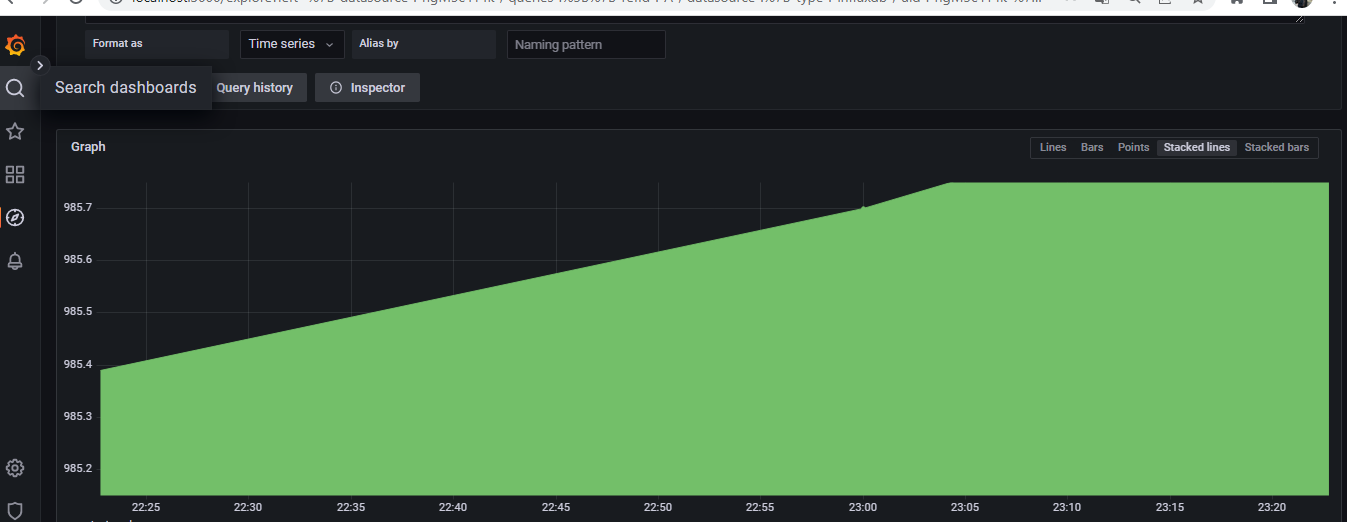 Format as Time series Alias by Naming pattern
Search dashboards Query history Inspector
Graph Lines Bars Points Stacked lines Stacked bars
985.7
985.6
985.5
985.4
985.3
985.2
22:25 22:30 22:35 22:40 22:45 22:50 22:55 23:00 23:05 23:10 23:15 23:20